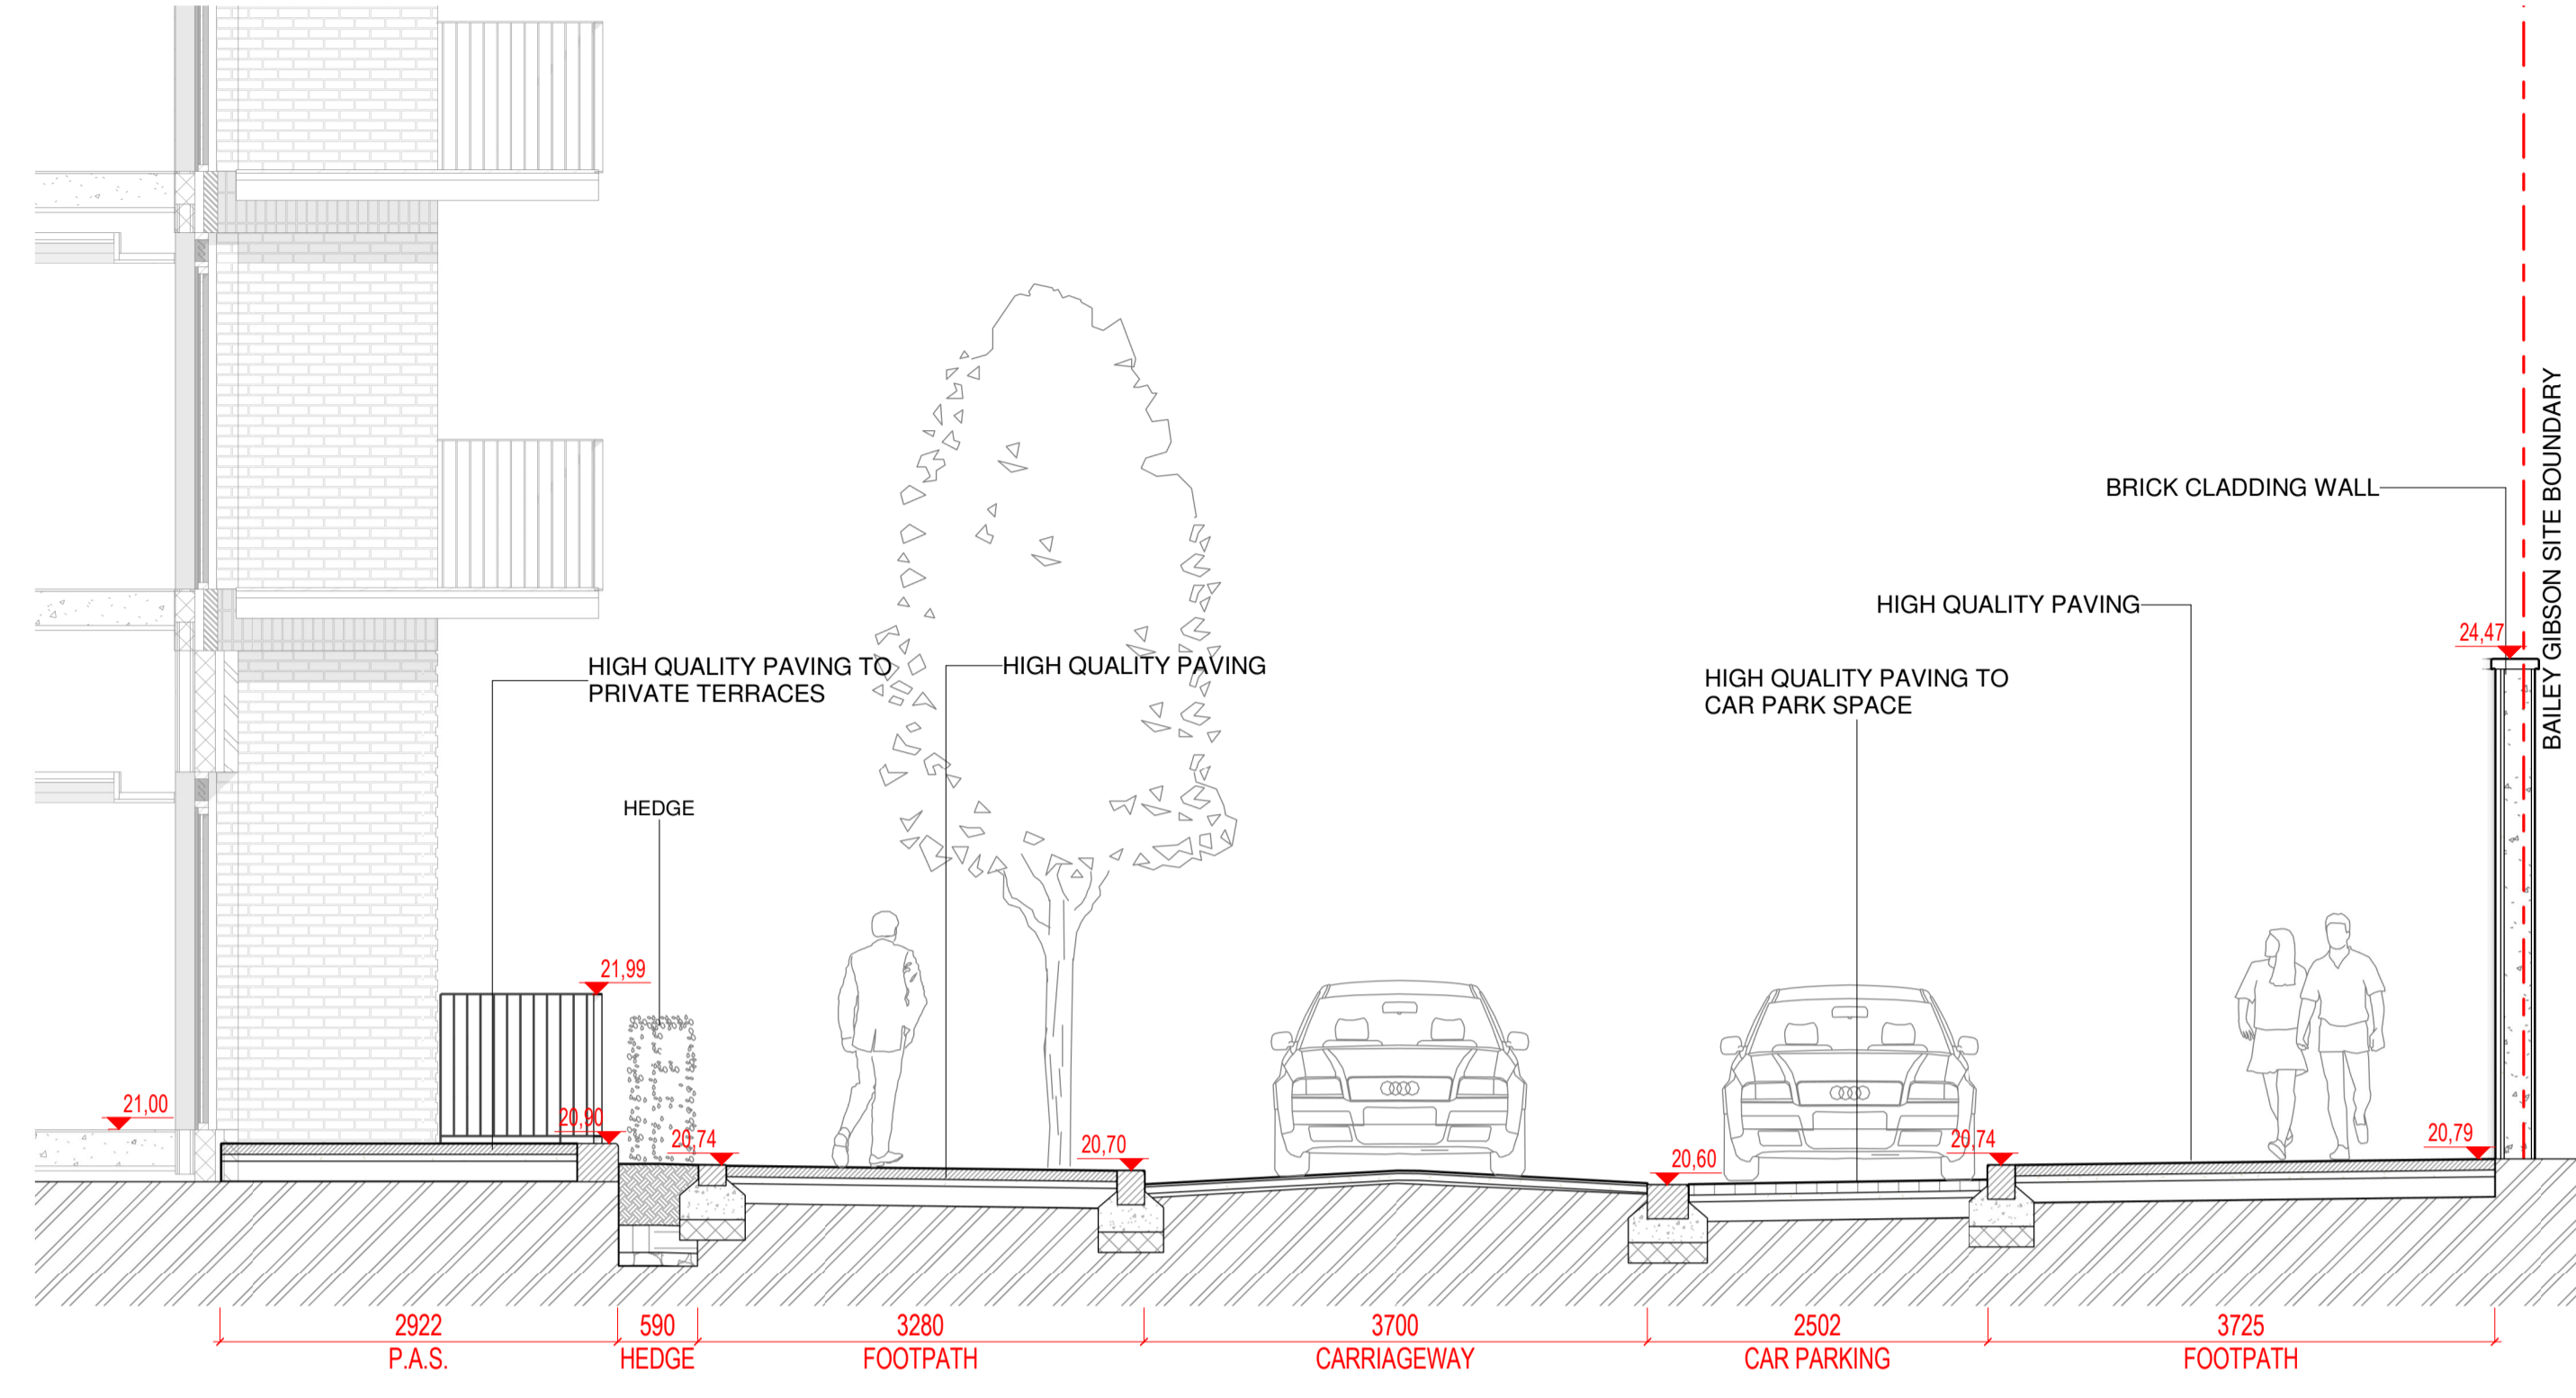 BRICK CLADDING WALL
BAILEY GIBSON SITE BOUNDARY
HIGH QUALITY PAVING
24,47
HIGH QUALITY PAVING TO
PRIVATE TERRACES
HIGH QUALITY PAVING
HIGH QUALITY PAVING TO
CAR PARK SPACE
HEDGE
21,99
21,00
20,90
20,74
20,70
20,60
20,74
20,79
2922
590
3280
3700
2502
3725
P.A.S.
HEDGE
FOOTPATH
CARRIAGEWAY
CAR PARKING
FOOTPATH